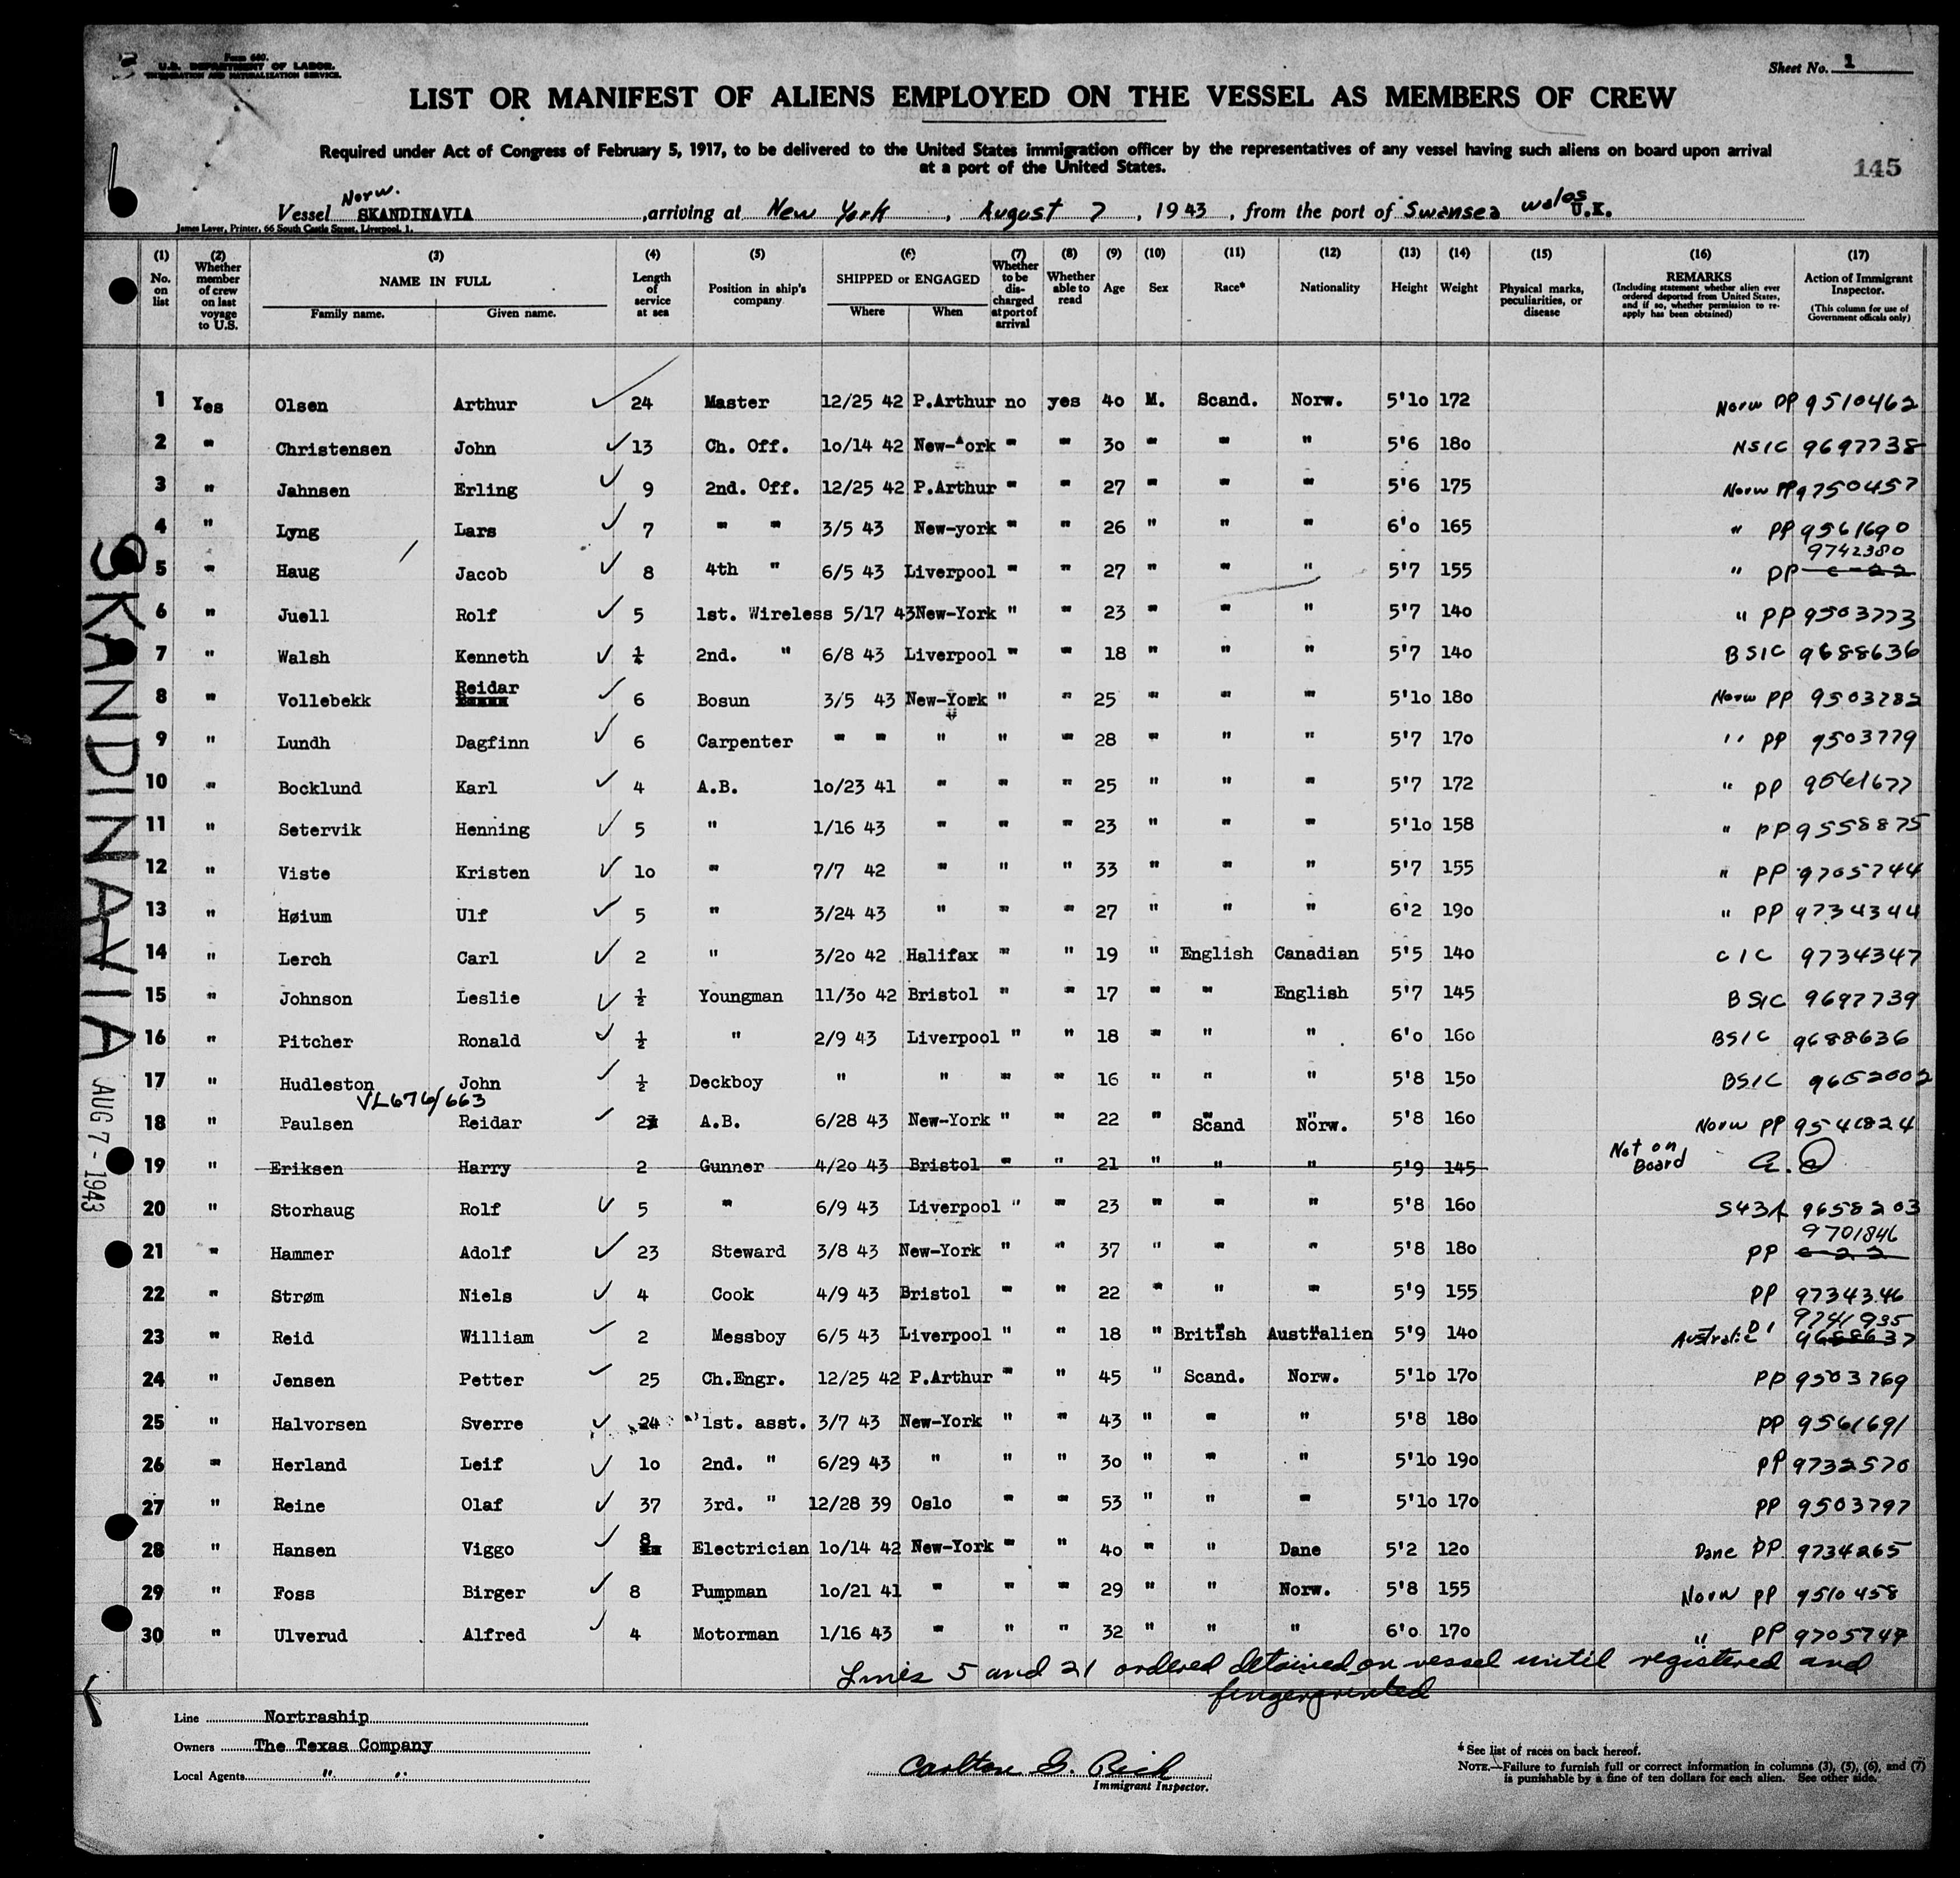 Form 680.
U.S. DEPARTMENT OF LABOR.
IMMIGRATION AND NATURALIZATION SERVICE.
Sheet No. 1
LIST OR MANIFEST OF ALIENS EMPLOYED ON THE VESSEL AS MEMBERS OF CREW
Required under Act of Congress of February 5, 1917, to be delivered to the United States immigration officer by the representatives of any vessel having such aliens on board upon arrival
at a port of the United States.
145
Norw.
Vessel SKANDINAVIA, arriving at New York, August 7, 1943, from the port of Swansea Wales U.K.
James Laver, Printer, 66 South Castle Street, Liverpool, 1.
(1) No. on list (2) Whether member of crew on last voyage to U.S. (3) NAME IN FULL Family name. Given name. (4) Length of service at sea (5) Position in ship's company (6) SHIPPED or ENGAGED Where When (7) Whether to be discharged at port of arrival (8) Whether able to read (9) Age (10) Sex (11) Race* (12) Nationality (13) Height (14) Weight (15) Physical marks, peculiarities, or disease (16) REMARKS (Including statement whether alien ever ordered deported from United States, and if so, whether permission to re-apply has been obtained) (17) Action of Immigrant Inspector. (This column for use of Government officials only)
1 Yes Olsen Arthur ✓ 24 Master 12/25 42 P.Arthur no yes 40 M. Scand. Norw. 5'10 172 Norw PP 9510462
2 " Christensen John ✓ 13 Ch. Off. 10/14 42 New-York " " 30 " " " 5'6 180 NSIC 9697738
3 " Jahnsen Erling ✓ 9 2nd. Off. 12/25 42 P.Arthur " " 27 " " " 5'6 175 Norw PP 9750457
4 " Lyng Lars ✓ 7 " " 3/5 43 New-york " " 26 " " " 6'0 165 " PP 9561690
5 " Haug Jacob ✓ 8 4th " 6/5 43 Liverpool " " 27 " " " 5'7 155 " PP 9742380 c-22
6 " Juell Rolf ✓ 5 1st. Wireless 5/17 43 New-York " " 23 " " " 5'7 140 " PP 9503773
7 " Walsh Kenneth ✓ ¼ 2nd. " 6/8 43 Liverpool " " 18 " " " 5'7 140 BSIC 9688636
8 " Vollebekk Reidar ✓ 6 Bosun 3/5 43 New-York " " 25 " " " 5'10 180 Norw PP 9503782
9 " Lundh Dagfinn ✓ 6 Carpenter " " " " " 28 " " " 5'7 170 " PP 9503779
10 " Bocklund Karl ✓ 4 A.B. 10/23 41 " " " 25 " " " 5'7 172 " PP 9561677
11 " Setervik Henning ✓ 5 " 1/16 43 " " " 23 " " " 5'10 158 " PP 9558875
12 " Viste Kristen ✓ 10 " 7/7 42 " " " 33 " " " 5'7 155 " PP 9705744
13 " Høium Ulf ✓ 5 " 3/24 43 " " " 27 " " " 6'2 190 " PP 9734344
14 " Lerch Carl ✓ 2 " 3/20 42 Halifax " " 19 " English Canadian 5'5 140 CIC 9734347
15 " Johnson Leslie ✓ ½ Youngman 11/30 42 Bristol " " 17 " " English 5'7 145 BSIC 9697739
16 " Pitcher Ronald ✓ ½ " 2/9 43 Liverpool " " 18 " " " 6'0 160 BSIC 9688636
17 " Hudleston John ✓ ½ Deckboy " " " " 16 " " " 5'8 150 BSIC 9652002
VL676/663
18 " Paulsen Reidar ✓ 2 A.B. 6/28 43 New-York " " 22 " Scand Norw. 5'8 160 Norw PP 9541824
19 " Eriksen Harry 2 Gunner 4/20 43 Bristol " " 21 " " " 5'9 145 Not on Board
20 " Storhaug Rolf ✓ 5 " 6/9 43 Liverpool " " 23 " " " 5'8 160 S43A 9658203
21 " Hammer Adolf ✓ 23 Steward 3/8 43 New-York " " 37 " " " 5'8 180 PP 9701846 c-22
22 " Strøm Niels ✓ 4 Cook 4/9 43 Bristol " " 22 " " " 5'9 155 PP 9734346
23 " Reid William ✓ 2 Messboy 6/5 43 Liverpool " " 18 " British Australien 5'9 140 Australia DI 9741935 9688637
24 " Jensen Petter ✓ 25 Ch.Engr. 12/25 42 P.Arthur " " 45 " Scand. Norw. 5'10 170 PP 9503769
25 " Halvorsen Sverre ✓ 24 1st. asst. 3/7 43 New-York " " 43 " " " 5'8 180 PP 9561691
26 " Herland Leif ✓ 10 2nd. " 6/29 43 " " " 30 " " " 5'10 190 PP 9732570
27 " Reine Olaf ✓ 37 3rd. " 12/28 39 Oslo " " 53 " " " 5'10 170 PP 9503797
28 " Hansen Viggo ✓ 8 Electrician 10/14 42 New-York " " 40 " " Dane 5'2 120 Dane PP 9734265
29 " Foss Birger ✓ 8 Pumpman 10/21 41 " " " 29 " " Norw. 5'8 155 Norw PP 9510458
30 " Ulverud Alfred ✓ 4 Motorman 1/16 43 " " " 32 " " " 6'0 170 " PP 9705747
Lines 5 and 21 ordered detained on vessel until registered and
fingerprinted
Line Nortraship
Owners The Texas Company
Local Agents " "
Carlton G. Rich
Immigrant Inspector.
*See list of races on back hereof.
NOTE.—Failure to furnish full or correct information in columns (3), (5), (6), and (7)
is punishable by a fine of ten dollars for each alien. See other side.
SKANDINAVIA
AUG 7 - 1943